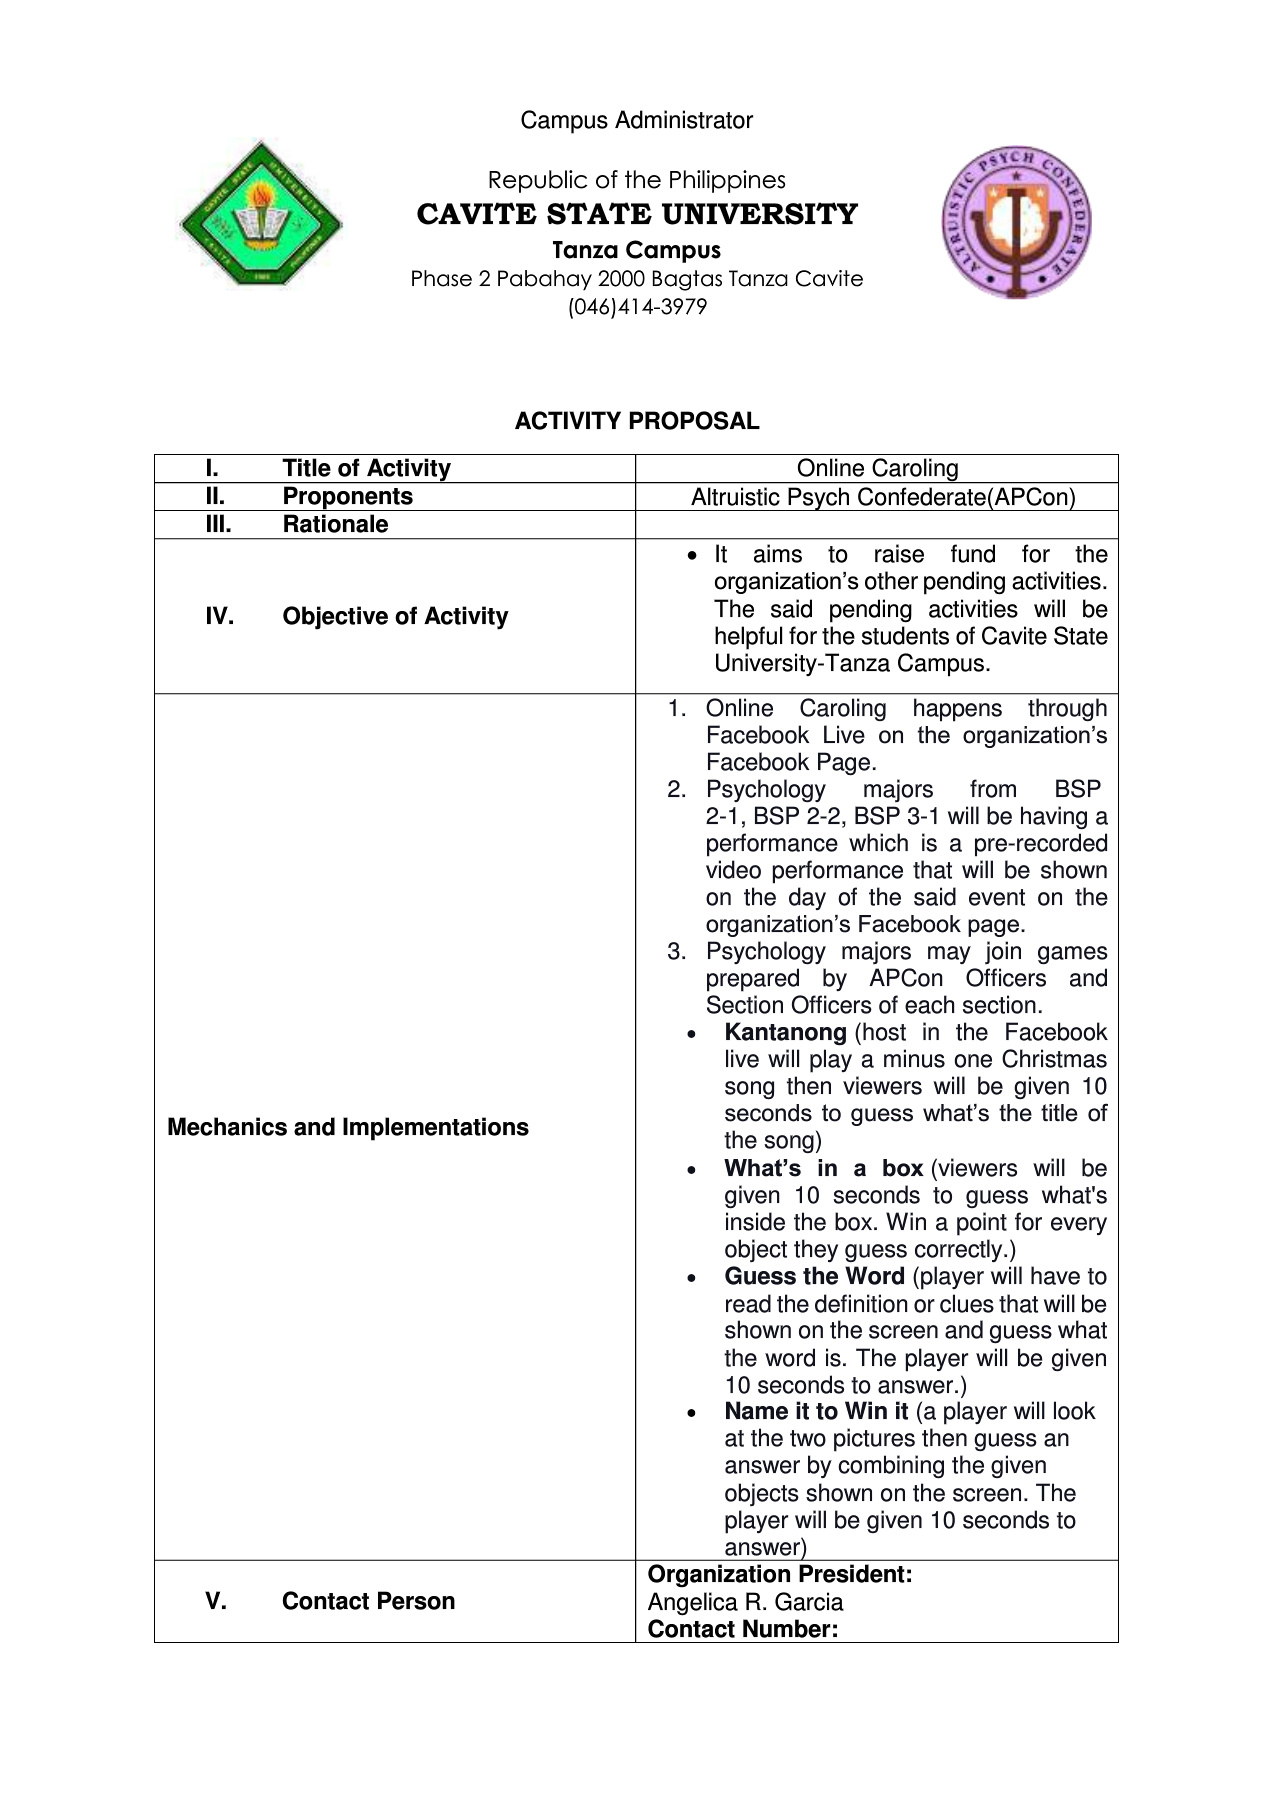 Campus Administrator
Republic of the Philippines
CAVITE STATE UNIVERSITY
Tanza Campus
Phase 2 Pabahay 2000 Bagtas Tanza Cavite
(046)414-3979
CAVITE STATE UNIVERSITY
CAVITE
PHILIPPINES
ALTRUISTIC PSYCH CONFEDERATE
ACTIVITY PROPOSAL
I. Title of Activity
Online Caroling
II. Proponents
Altruistic Psych Confederate(APCon)
III. Rationale
IV. Objective of Activity
• It aims to raise fund for the
organization’s other pending activities.
The said pending activities will be
helpful for the students of Cavite State
University-Tanza Campus.
Mechanics and Implementations
1. Online Caroling happens through
Facebook Live on the organization’s
Facebook Page.
2. Psychology majors from BSP
2-1, BSP 2-2, BSP 3-1 will be having a
performance which is a pre-recorded
video performance that will be shown
on the day of the said event on the
organization’s Facebook page.
3. Psychology majors may join games
prepared by APCon Officers and
Section Officers of each section.
• Kantanong (host in the Facebook
live will play a minus one Christmas
song then viewers will be given 10
seconds to guess what’s the title of
the song)
• What’s in a box (viewers will be
given 10 seconds to guess what's
inside the box. Win a point for every
object they guess correctly.)
• Guess the Word (player will have to
read the definition or clues that will be
shown on the screen and guess what
the word is. The player will be given
10 seconds to answer.)
• Name it to Win it (a player will look
at the two pictures then guess an
answer by combining the given
objects shown on the screen. The
player will be given 10 seconds to
answer)
V. Contact Person
Organization President:
Angelica R. Garcia
Contact Number: